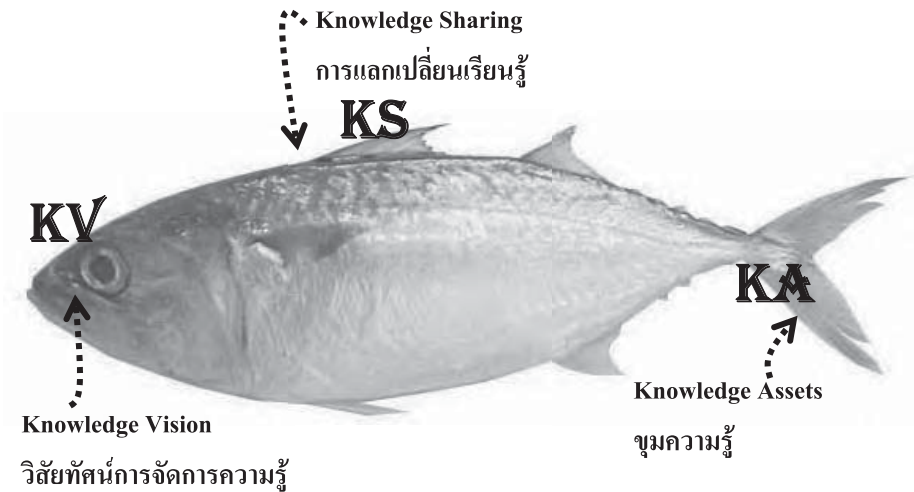 Knowledge Sharing
การแลกเปลี่ยนเรียนรู้
KS
KV
KA
Knowledge Assets
ขุมความรู้
Knowledge Vision
วิสัยทัศน์การจัดการความรู้